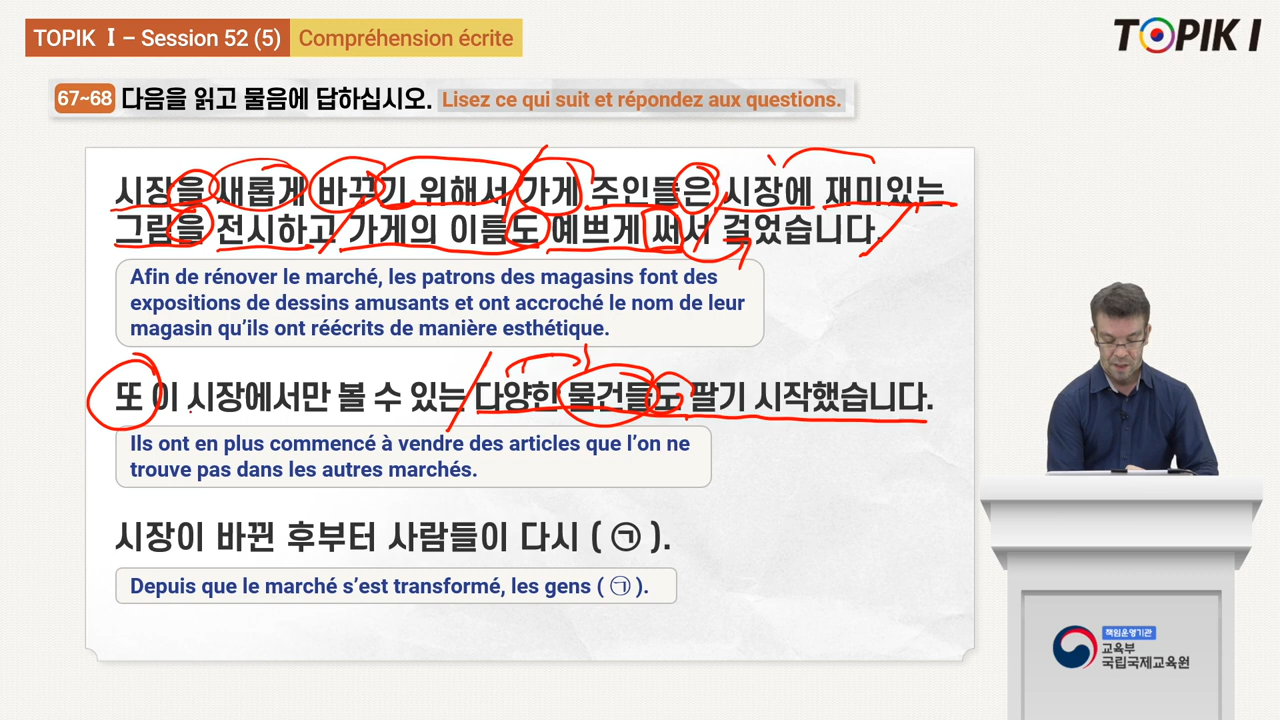 TOPIK Ⅰ – Session 52 (5) Compréhension écrite
TOPIK I
67~68 다음을 읽고 물음에 답하십시오. Lisez ce qui suit et répondez aux questions.
시장을 새롭게 바꾸기 위해서 가게 주인들은 시장에 재미있는
그림을 전시하고 가게의 이름도 예쁘게 써서 걸었습니다.
Afin de rénover le marché, les patrons des magasins font des
expositions de dessins amusants et ont accroché le nom de leur
magasin qu’ils ont réécrits de manière esthétique.
또 이 시장에서만 볼 수 있는 다양한 물건들도 팔기 시작했습니다.
Ils ont en plus commencé à vendre des articles que l’on ne
trouve pas dans les autres marchés.
시장이 바뀐 후부터 사람들이 다시 ( ㉠ ).
Depuis que le marché s’est transformé, les gens ( ㉠ ).
책임운영기관
교육부
국립국제교육원